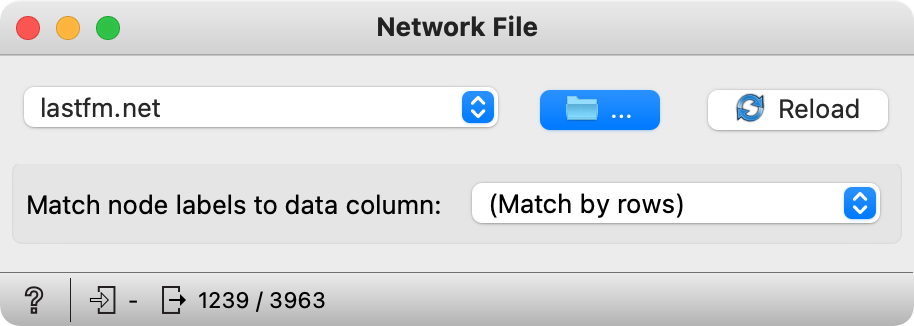 Network File
lastfm.net
...
Reload
Match node labels to data column:
(Match by rows)
? - 1239 / 3963